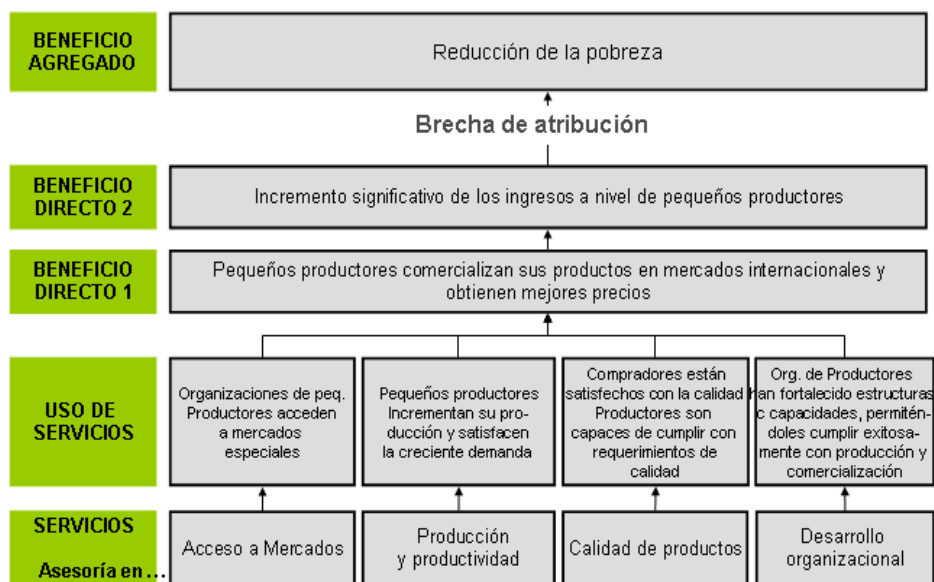 BENEFICIO
AGREGADO
Reducción de la pobreza
Brecha de atribución
BENEFICIO
DIRECTO 2
Incremento significativo de los ingresos a nivel de pequeños productores
BENEFICIO
DIRECTO 1
Pequeños productores comercializan sus productos en mercados internacionales y
obtienen mejores precios
USO DE
SERVICIOS
Organizaciones de peq.
Productores acceden
a mercados
especiales
Pequeños productores
Incrementan su pro-
ducción y satisfacen
la creciente demanda
Compradores están
satisfechos con la calidad
Productores son
capaces de cumplir con
requerimientos de
calidad
Org. de Productores
han fortalecido estructuras
c capacidades, permitén-
doles cumplir exitosa-
mente con producción y
comercialización
SERVICIOS
Asesoría en ...
Acceso a Mercados
Producción
y productividad
Calidad de productos
Desarrollo
organizacional